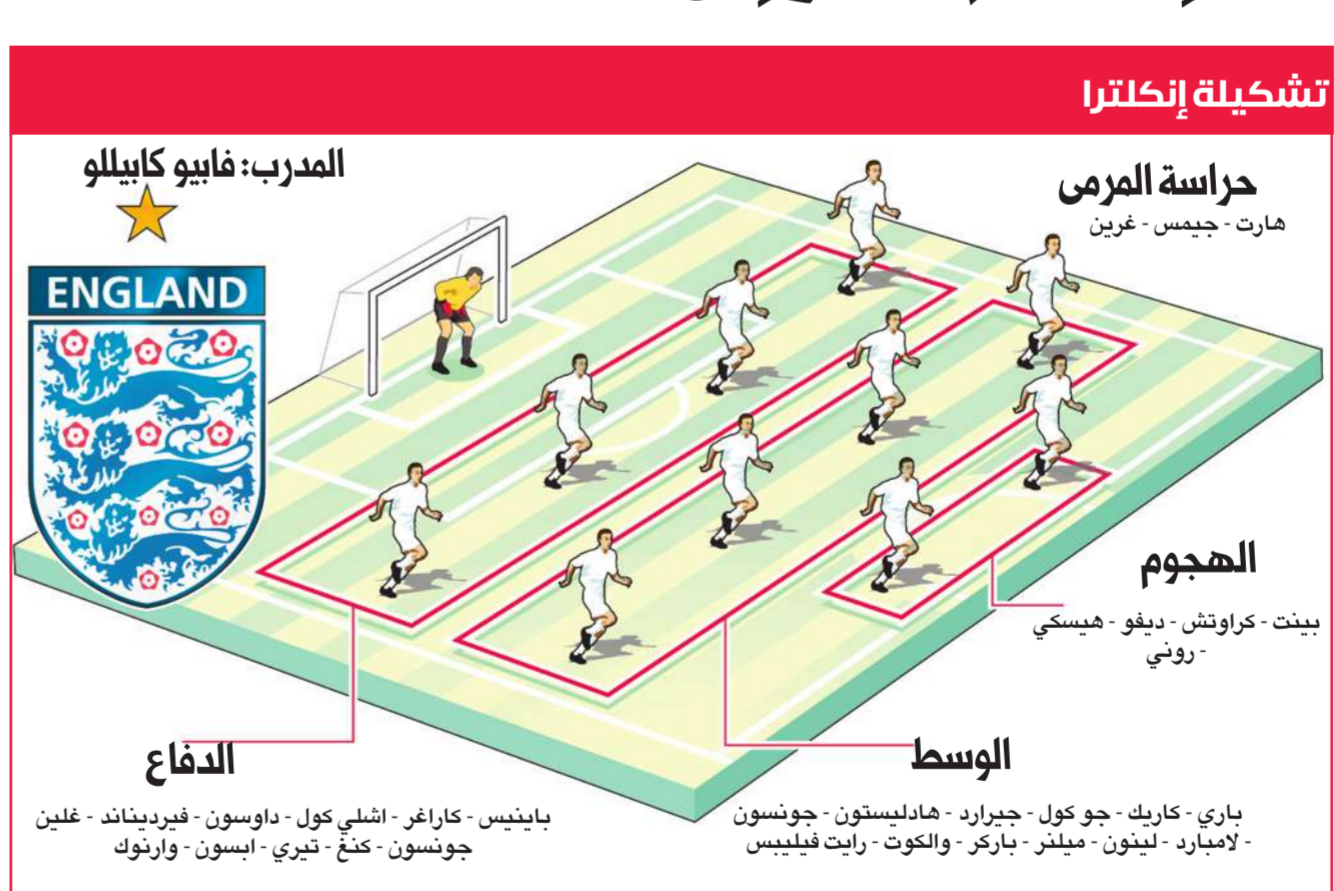 تشكيلة إنكلترا
حراسة المرمى
هارت - جيمس - غرين
المدرب: فابيو كابيللو
ENGLAND
الهجوم
بينت - كراوتش - ديفو - هيسكي
- روني
الوسط
باري - كاريك - جو كول - جيرارد - هادليستون - جونسون
- لامبارد - لينون - ميلنر - باركر - والكوت - رايت فيليبس
الدفاع
باينيس - كاراغر - اشلي كول - داوسون - فيرديناند - غلين
جونسون - كنغ - تيري - ابسون - وارنوك